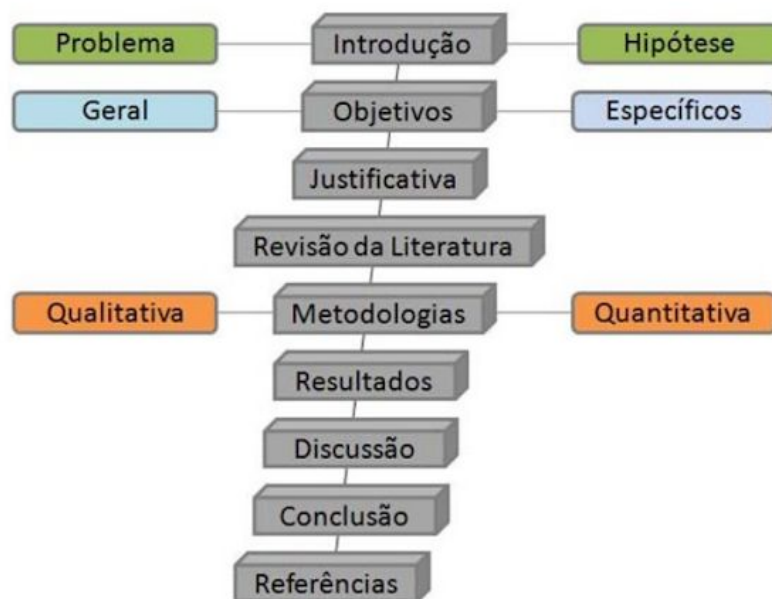 Problema
Introdução
Hipótese
Geral
Objetivos
Específicos
Justificativa
Revisão da Literatura
Qualitativa
Metodologias
Quantitativa
Resultados
Discussão
Conclusão
Referências